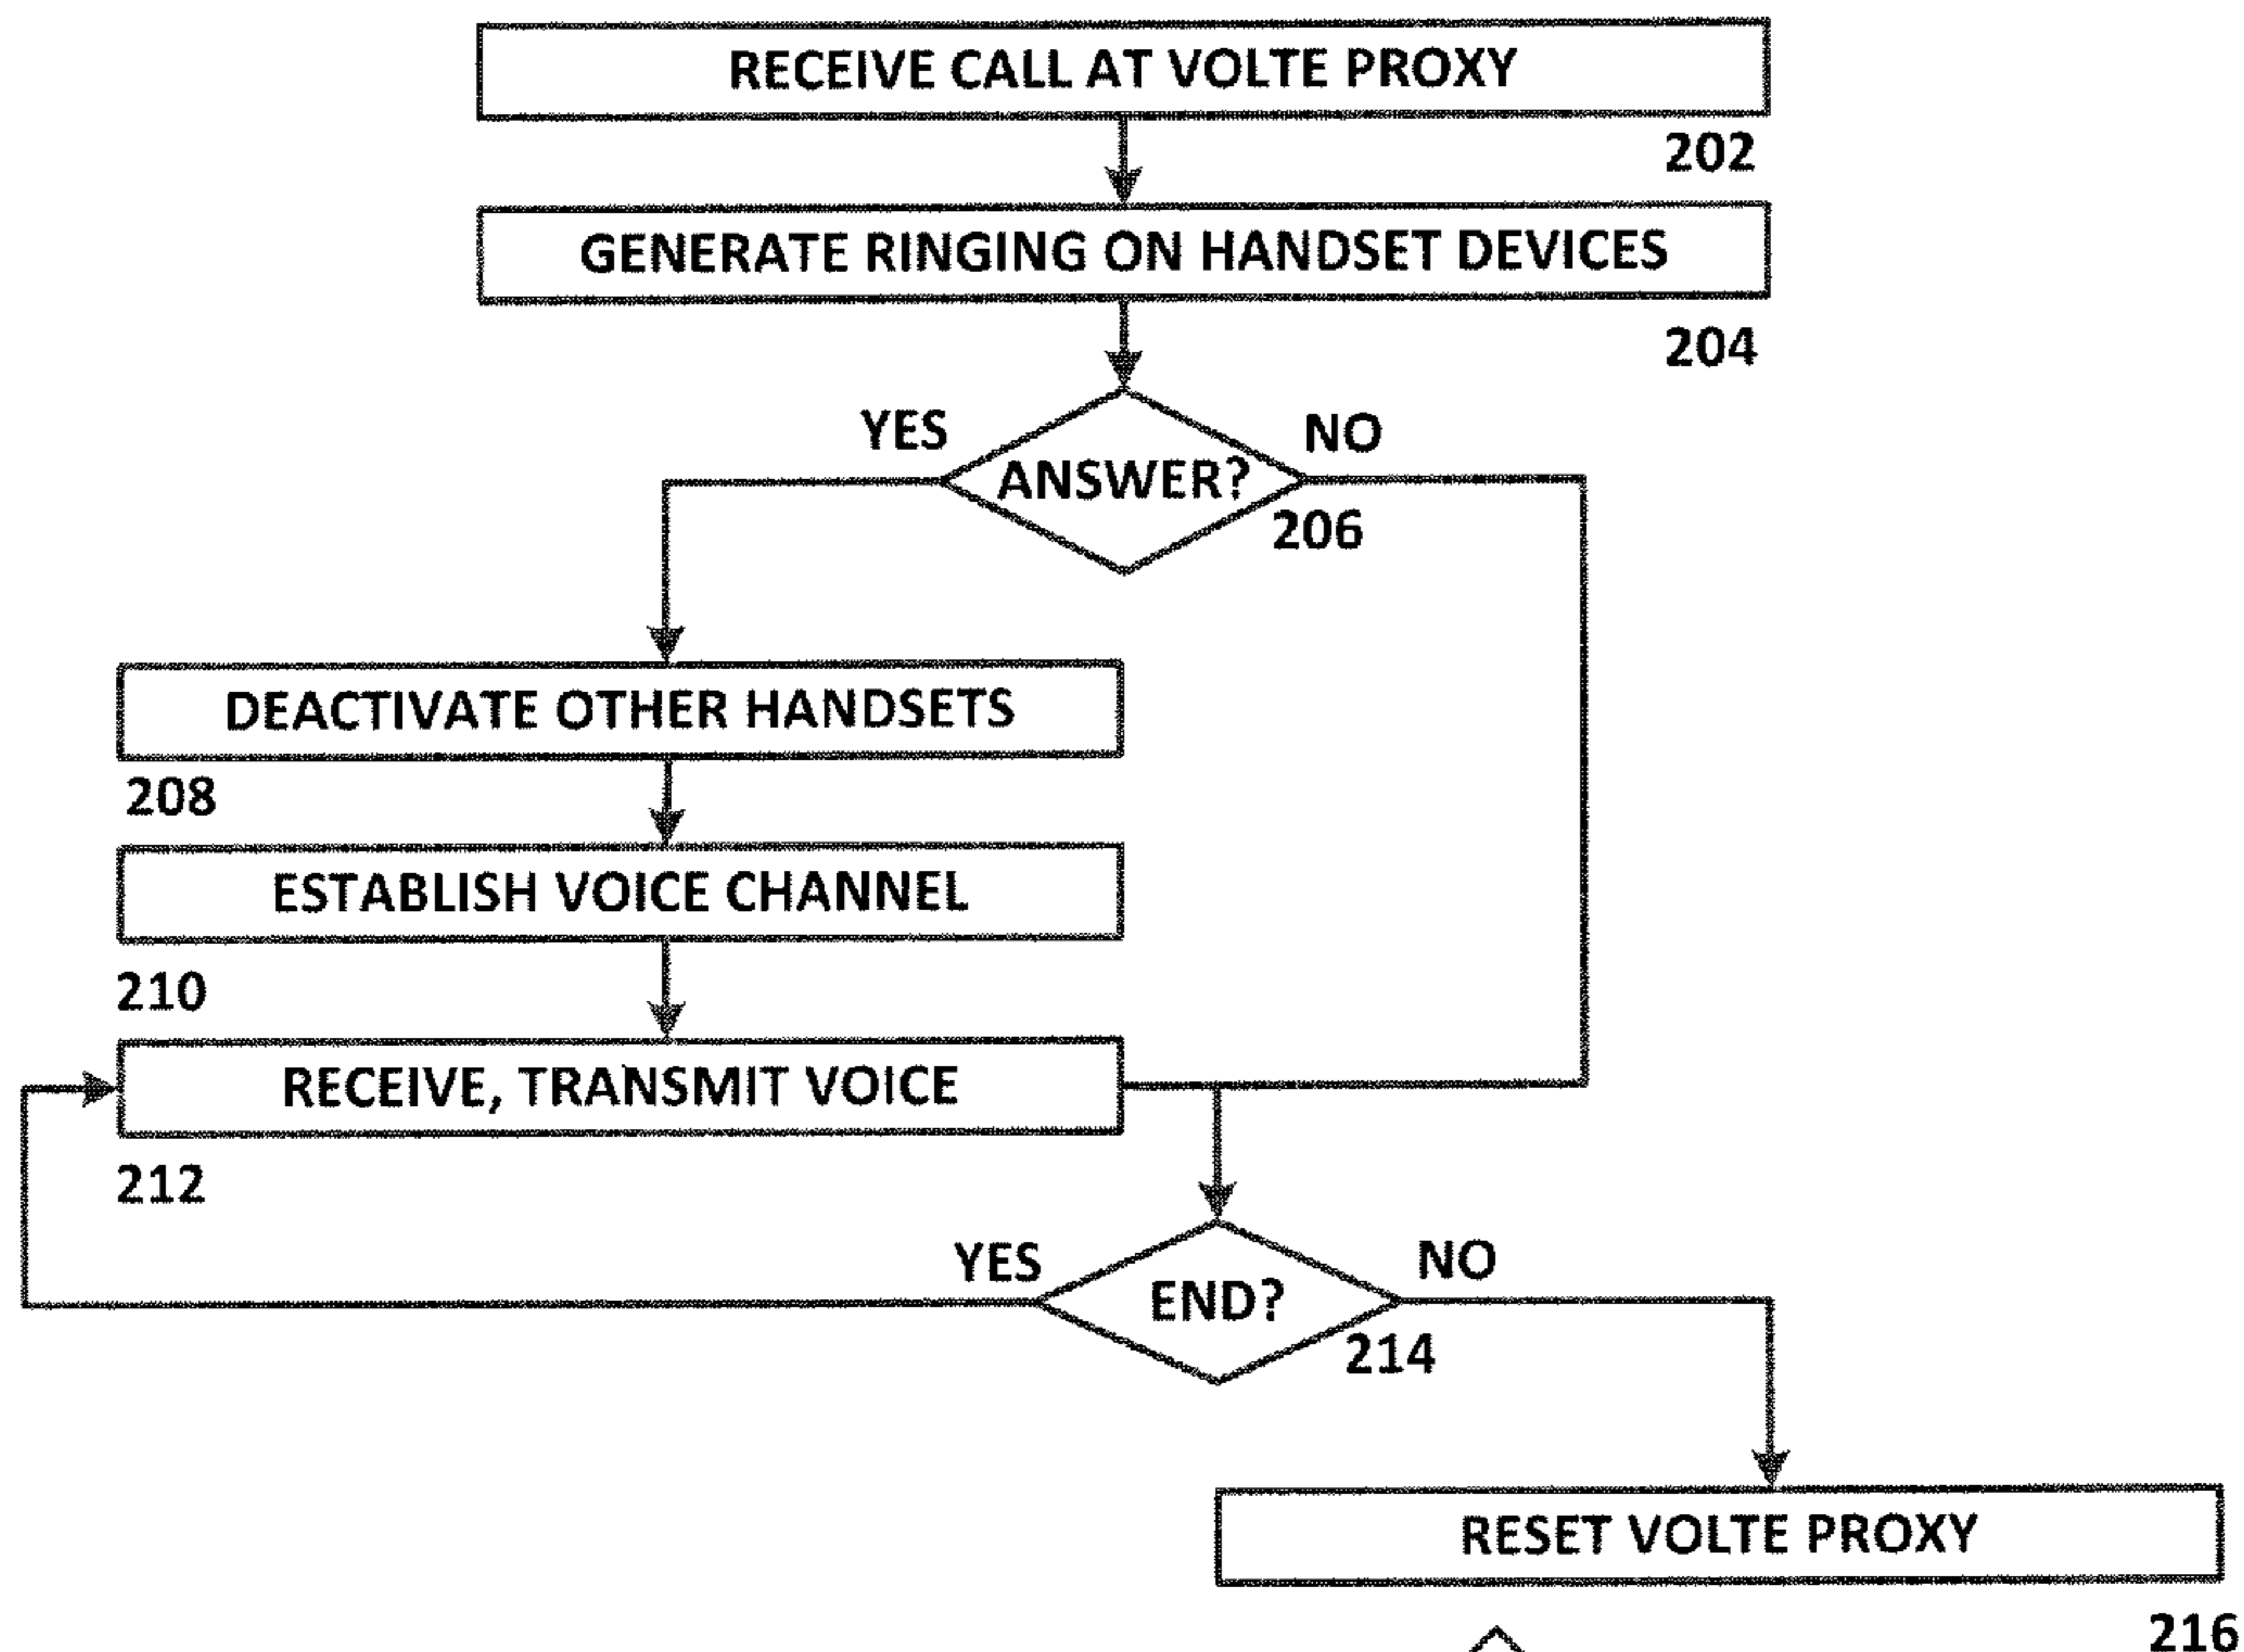 RECEIVE CALL AT VOLTE PROXY
202
GENERATE RINGING ON HANDSET DEVICES
204
YES
NO
ANSWER?
206
DEACTIVATE OTHER HANDSETS
208
ESTABLISH VOICE CHANNEL
210
RECEIVE, TRANSMIT VOICE
212
YES
NO
END?
214
RESET VOLTE PROXY
216